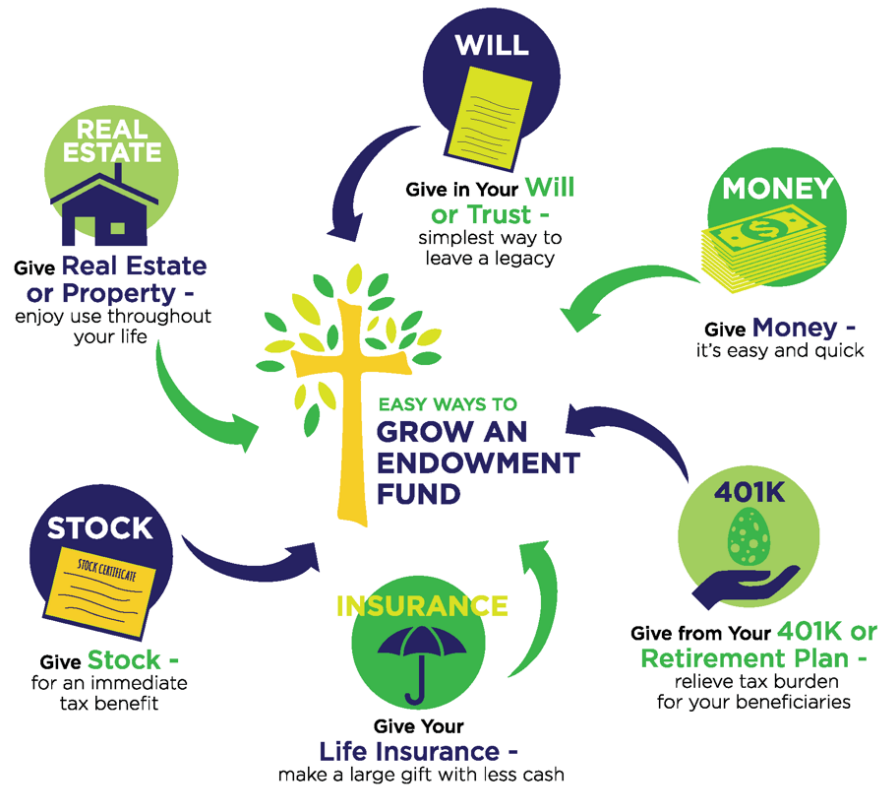 WILL
Give in Your Will
or Trust -
simplest way to
leave a legacy
REAL
ESTATE
Give Real Estate
or Property -
enjoy use throughout
your life
MONEY
$
Give Money -
it's easy and quick
EASY WAYS TO
GROW AN
ENDOWMENT
FUND
STOCK
STOCK CERTIFICATE
Give Stock -
for an immediate
tax benefit
INSURANCE
Give Your
Life Insurance -
make a large gift with less cash
401K
Give from Your 401K or
Retirement Plan -
relieve tax burden
for your beneficiaries